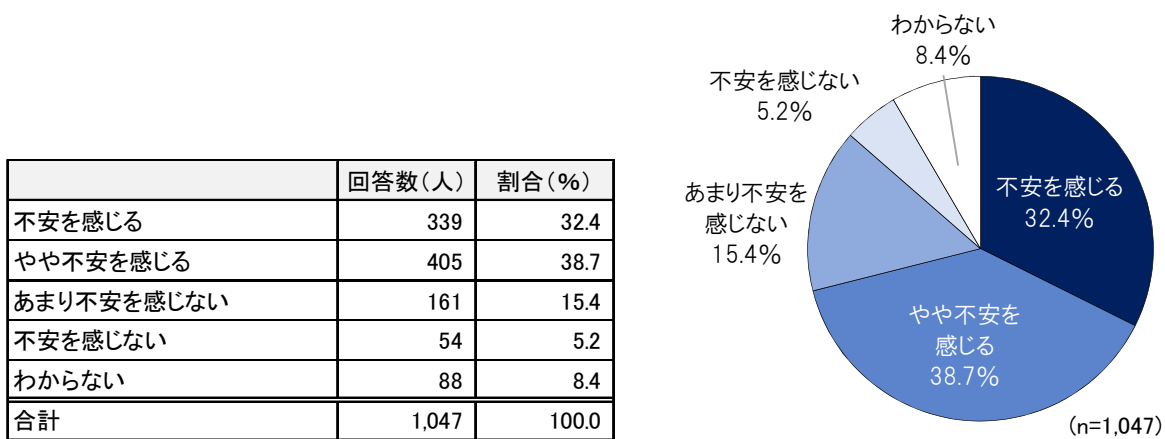 回答数(人) 割合(%)
不安を感じる 339 32.4
やや不安を感じる 405 38.7
あまり不安を感じない 161 15.4
不安を感じない 54 5.2
わからない 88 8.4
合計 1,047 100.0
わからない
8.4%
不安を感じない
5.2%
あまり不安を
感じない
15.4%
不安を感じる
32.4%
やや不安を
感じる
38.7%
(n=1,047)